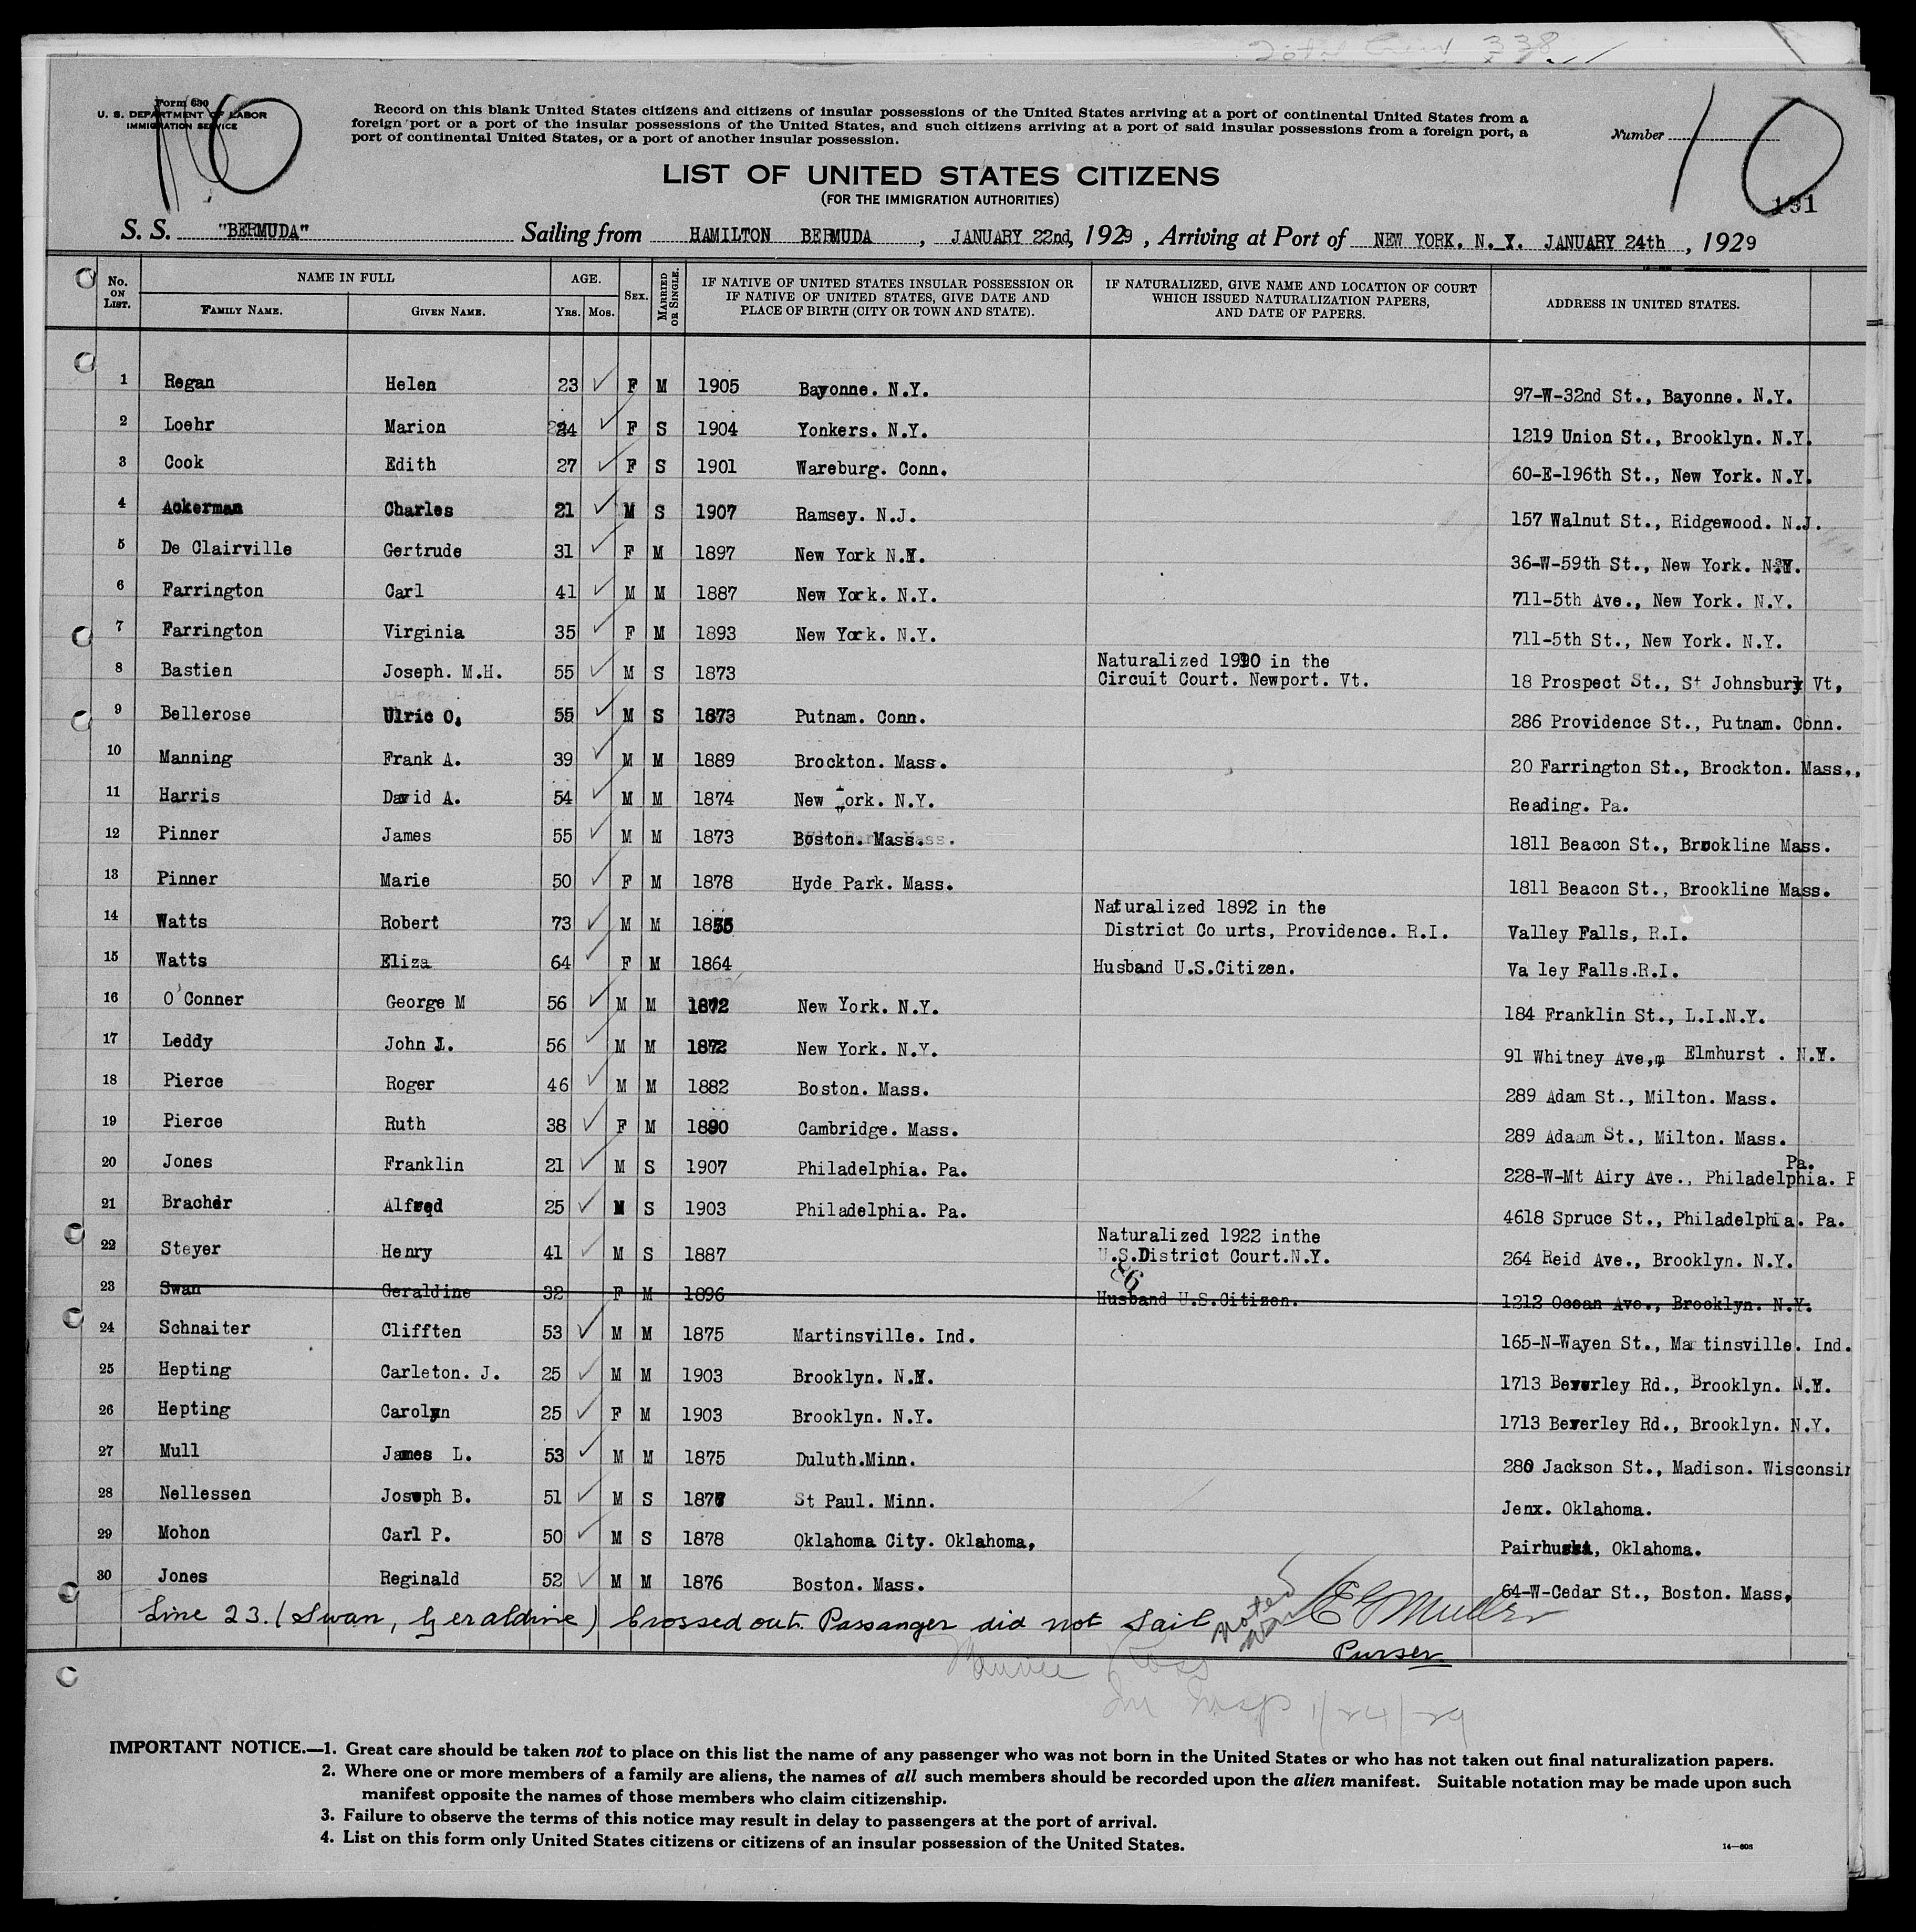 Total Crew 338
Form 630
U. S. DEPARTMENT OF LABOR
IMMIGRATION SERVICE
10
Record on this blank United States citizens and citizens of insular possessions of the United States arriving at a port of continental United States from a
foreign port or a port of the insular possessions of the United States, and such citizens arriving at a port of said insular possessions from a foreign port, a
port of continental United States, or a port of another insular possession.
Number 10
LIST OF UNITED STATES CITIZENS
(FOR THE IMMIGRATION AUTHORITIES)
131
S. S. "BERMUDA" Sailing from HAMILTON BERMUDA , JANUARY 22nd, 1929 , Arriving at Port of NEW YORK. N. Y. JANUARY 24th , 1929
No. ON LIST. NAME IN FULL FAMILY NAME. GIVEN NAME. AGE. YRS. MOS. SEX. MARRIED OR SINGLE. IF NATIVE OF UNITED STATES INSULAR POSSESSION OR IF NATIVE OF UNITED STATES, GIVE DATE AND PLACE OF BIRTH (CITY OR TOWN AND STATE). IF NATURALIZED, GIVE NAME AND LOCATION OF COURT WHICH ISSUED NATURALIZATION PAPERS, AND DATE OF PAPERS. ADDRESS IN UNITED STATES.
1 Regan Helen 23 F M 1905 Bayonne. N.Y. 97-W-32nd St., Bayonne. N.Y.
2 Loehr Marion 24 F S 1904 Yonkers. N.Y. 1219 Union St., Brooklyn. N.Y.
3 Cook Edith 27 F S 1901 Wareburg. Conn. 60-E-196th St., New York. N.Y.
4 Ackerman Charles 21 M S 1907 Ramsey. N.J. 157 Walnut St., Ridgewood. N.J.
5 De Clairville Gertrude 31 F M 1897 New York N.Y. 36-W-59th St., New York. N.Y.
6 Farrington Carl 41 M M 1887 New York. N.Y. 711-5th Ave., New York. N.Y.
7 Farrington Virginia 35 F M 1893 New York. N.Y. 711-5th St., New York. N.Y.
8 Bastien Joseph. M.H. 55 M S 1873 Naturalized 1910 in the Circuit Court. Newport. Vt. 18 Prospect St., St Johnsbury Vt,
9 Bellerose Ulric O. 55 M S 1873 Putnam. Conn. 286 Providence St., Putnam. Conn.
10 Manning Frank A. 39 M M 1889 Brockton. Mass. 20 Farrington St., Brockton. Mass.,
11 Harris David A. 54 M M 1874 New York. N.Y. Reading. Pa.
12 Pinner James 55 M M 1873 Boston. Mass. 1811 Beacon St., Brookline Mass.
13 Pinner Marie 50 F M 1878 Hyde Park. Mass. 1811 Beacon St., Brookline Mass.
14 Watts Robert 73 M M 1855 Naturalized 1892 in the District Co urts, Providence. R.I. Valley Falls, R.I.
15 Watts Eliza 64 F M 1864 Husband U.S.Citizen. Va ley Falls.R.I.
16 O'Conner George M 56 M M 1872 New York. N.Y. 184 Franklin St., L.I.N.Y.
17 Leddy John I. 56 M M 1872 New York. N.Y. 91 Whitney Ave., Elmhurst . N.Y.
18 Pierce Roger 46 M M 1882 Boston. Mass. 289 Adam St., Milton. Mass.
19 Pierce Ruth 38 F M 1890 Cambridge. Mass. 289 Adaam St., Milton. Mass.
20 Jones Franklin 21 M S 1907 Philadelphia. Pa. 228-W-Mt Airy Ave., Philadelphia. Pa.
21 Bracher Alfred 25 M S 1903 Philadelphia. Pa. 4618 Spruce St., Philadelphia. Pa.
22 Steyer Henry 41 M S 1887 Naturalized 1922 inthe U.S.District Court.N.Y. 264 Reid Ave., Brooklyn. N.Y.
23 Swan Geraldine 32 F M 1896 Husband U.S.Citizen. 1212 Ocean Ave., Brooklyn. N.Y.
24 Schnaiter Clifften 53 M M 1875 Martinsville. Ind. 165-N-Wayen St., Martinsville. Ind.
25 Hepting Carleton. J. 25 M M 1903 Brooklyn. N.Y. 1713 Beverley Rd., Brooklyn. N.Y.
26 Hepting Carolyn 25 F M 1903 Brooklyn. N.Y. 1713 Beverley Rd., Brooklyn. N.Y.
27 Mull James L. 53 M M 1875 Duluth.Minn. 280 Jackson St., Madison. Wisconsin
28 Nellessen Joseph B. 51 M S 1877 St Paul. Minn. Jenx. Oklahoma.
29 Mohon Carl P. 50 M S 1878 Oklahoma City. Oklahoma, Oklahoma.
30 Jones Reginald 52 M M 1876 Boston. Mass. 64-W-Cedar St., Boston. Mass,
Line 23. (Swan, Geraldine) Crossed out. Passanger did not Sail noted E G Muller
Purser
In Insp 1/24/29
IMPORTANT NOTICE.—1. Great care should be taken not to place on this list the name of any passenger who was not born in the United States or who has not taken out final naturalization papers.
2. Where one or more members of a family are aliens, the names of all such members should be recorded upon the alien manifest. Suitable notation may be made upon such
manifest opposite the names of those members who claim citizenship.
3. Failure to observe the terms of this notice may result in delay to passengers at the port of arrival.
4. List on this form only United States citizens or citizens of an insular possession of the United States.
14—608